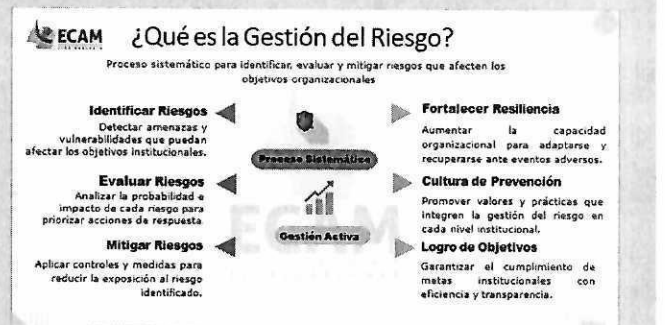 ECAM
¿Qué es la Gestión del Riesgo?
Proceso sistemático para identificar, evaluar y mitigar riesgos que afecten los
objetivos organizacionales
Identificar Riesgos
Detectar amenazas y
vulnerabilidades que puedan
afectar los objetivos institucionales.
Evaluar Riesgos
Analizar la probabilidad e
impacto de cada riesgo para
priorizar acciones de respuesta.
Mitigar Riesgos
Aplicar controles y medidas para
reducir la exposición al riesgo
identificado.
Proceso Sistemático
Gestión Activa
Fortalecer Resiliencia
Aumentar la capacidad
organizacional para adaptarse y
recuperarse ante eventos adversos.
Cultura de Prevención
Promover valores y prácticas que
integren la gestión del riesgo en
cada nivel institucional.
Logro de Objetivos
Garantizar el cumplimiento de
metas institucionales con
eficiencia y transparencia.
ECAM